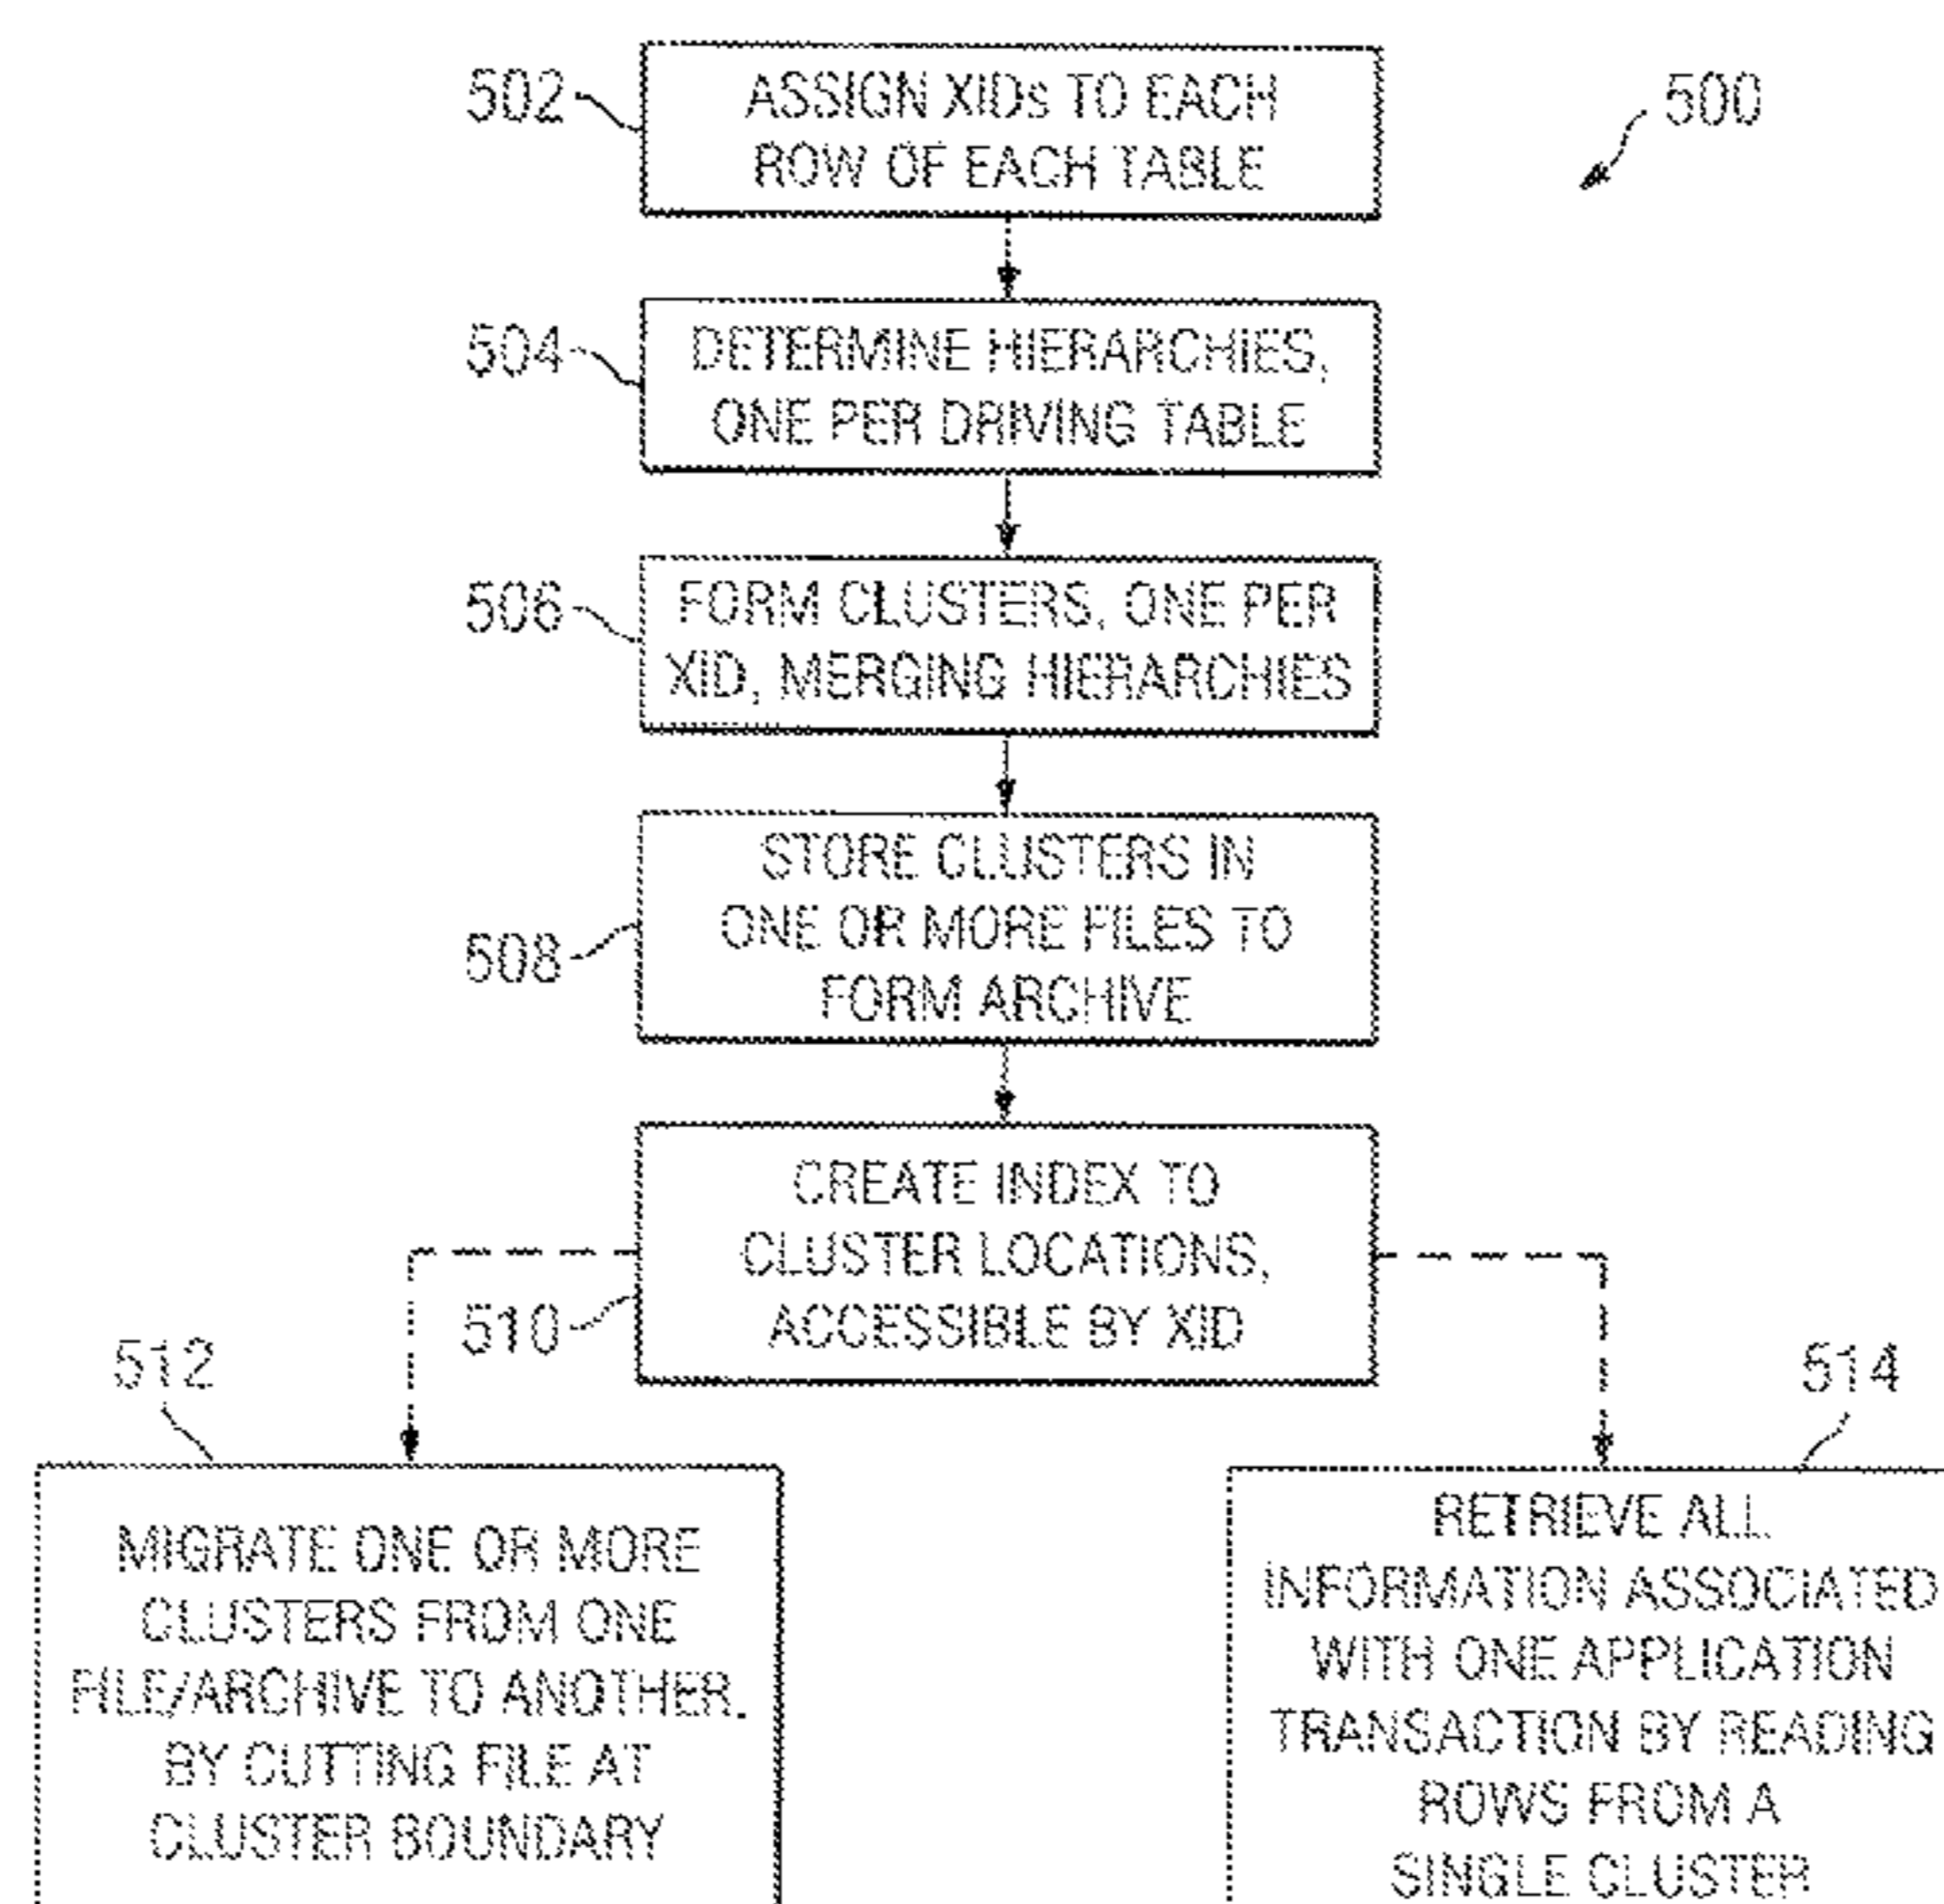 502
ASSIGN XIDs TO EACH
ROW OF EACH TABLE
500
504
DETERMINE HIERARCHIES,
ONE PER DRIVING TABLE
506
FORM CLUSTERS, ONE PER
XID, MERGING HIERARCHIES
508
STORE CLUSTERS IN
ONE OR MORE FILES TO
FORM ARCHIVE
510
CREATE INDEX TO
CLUSTER LOCATIONS,
ACCESSIBLE BY XID
512
MIGRATE ONE OR MORE
CLUSTERS FROM ONE
FILE/ARCHIVE TO ANOTHER,
BY CUTTING FILE AT
CLUSTER BOUNDARY
514
RETRIEVE ALL
INFORMATION ASSOCIATED
WITH ONE APPLICATION
TRANSACTION BY READING
ROWS FROM A
SINGLE CLUSTER